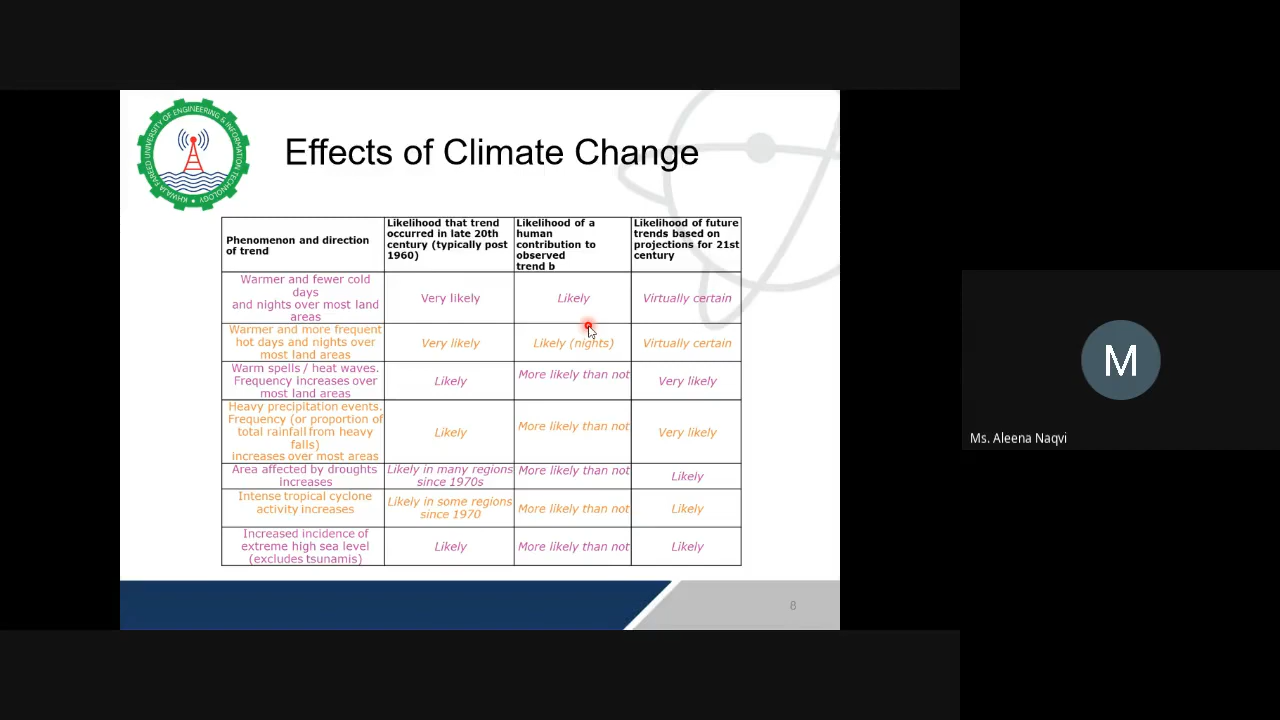 KHWAJA FAREED UNIVERSITY OF ENGINEERING & INFORMATION TECHNOLOGY
Effects of Climate Change
Phenomenon and direction
of trend
Likelihood that trend
occurred in late 20th
century (typically post
1960)
Likelihood of a
human
contribution to
observed
trend b
Likelihood of future
trends based on
projections for 21st
century
Warmer and fewer cold
days
and nights over most land
areas
Very likely
Likely
Virtually certain
Warmer and more frequent
hot days and nights over
most land areas
Very likely
Likely (nights)
Virtually certain
Warm spells / heat waves.
Frequency increases over
most land areas
Likely
More likely than not
Very likely
Heavy precipitation events.
Frequency (or proportion of
total rainfall from heavy
falls)
increases over most areas
Likely
More likely than not
Very likely
Area affected by droughts
increases
Likely in many regions
since 1970s
More likely than not
Likely
Intense tropical cyclone
activity increases
Likely in some regions
since 1970
More likely than not
Likely
Increased incidence of
extreme high sea level
(excludes tsunamis)
Likely
More likely than not
Likely
8
M
Ms. Aleena Naqvi